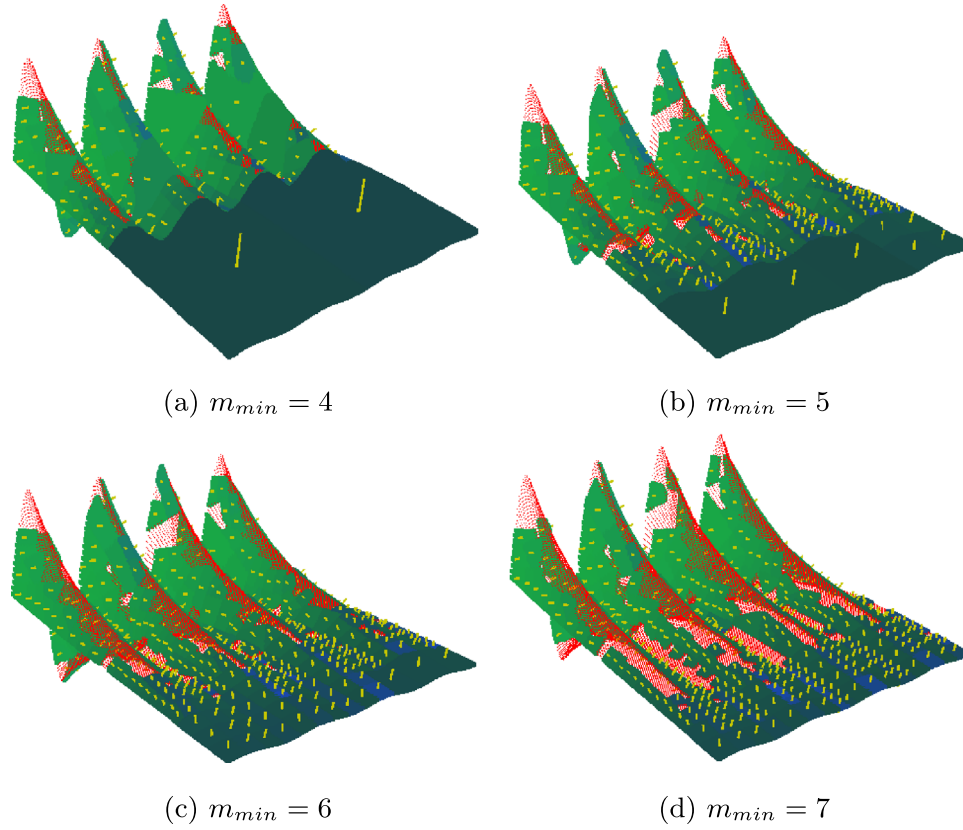 (a) m_min = 4
(b) m_min = 5
(c) m_min = 6
(d) m_min = 7